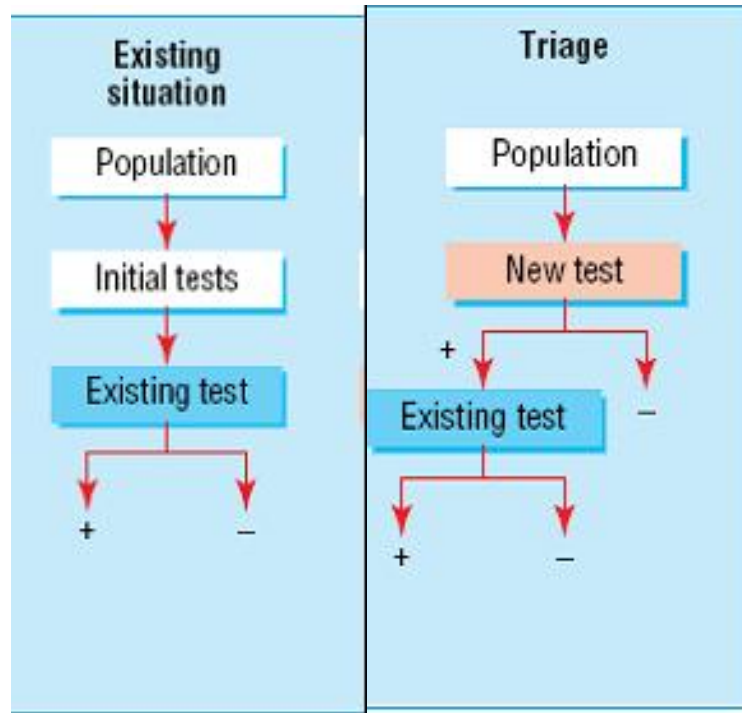 Existing
situation
Population
Initial tests
Existing test
+
–
Triage
Population
New test
+
–
Existing test
+
–